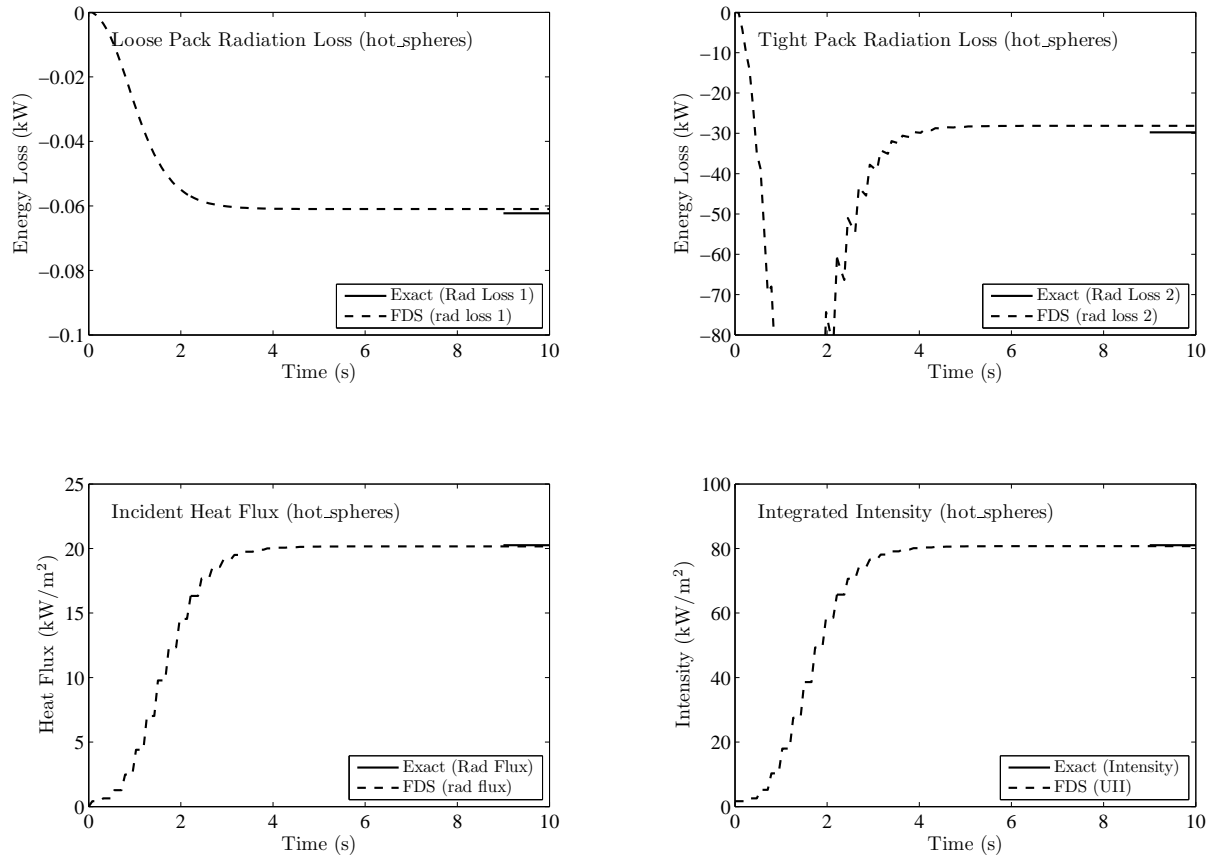 Loose Pack Radiation Loss (hot_spheres)
Energy Loss (kW)
0
−0.02
−0.04
−0.06
−0.08
−0.1
Exact (Rad Loss 1)
FDS (rad loss 1)
0 2 4 6 8 10
Time (s)
Tight Pack Radiation Loss (hot_spheres)
Energy Loss (kW)
0
−10
−20
−30
−40
−50
−60
−70
−80
Exact (Rad Loss 2)
FDS (rad loss 2)
0 2 4 6 8 10
Time (s)
Incident Heat Flux (hot_spheres)
Heat Flux (kW/m²)
25
20
15
10
5
0
Exact (Rad Flux)
FDS (rad flux)
0 2 4 6 8 10
Time (s)
Integrated Intensity (hot_spheres)
Intensity (kW/m²)
100
80
60
40
20
0
Exact (Intensity)
FDS (UII)
0 2 4 6 8 10
Time (s)